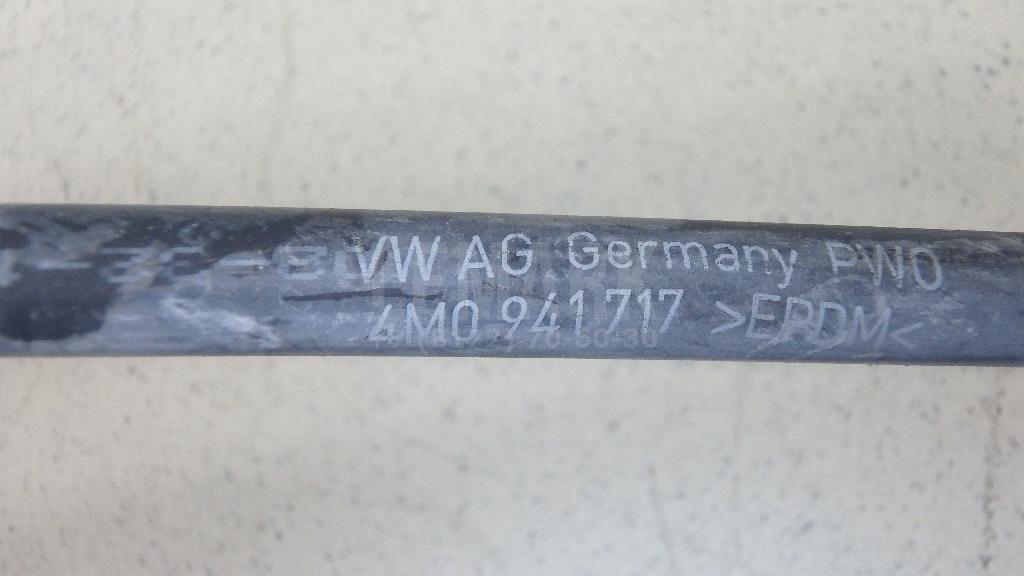 VW AG Germany PWO
4M0 941 717 >EPDM<